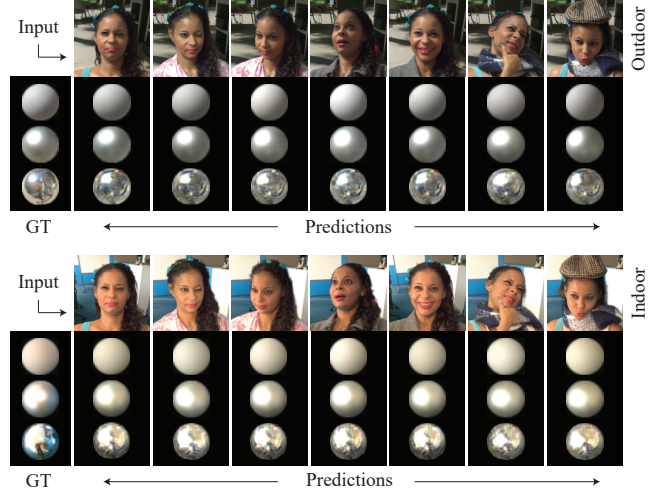 Input
Outdoor
GT
Predictions
Input
Indoor
GT
Predictions